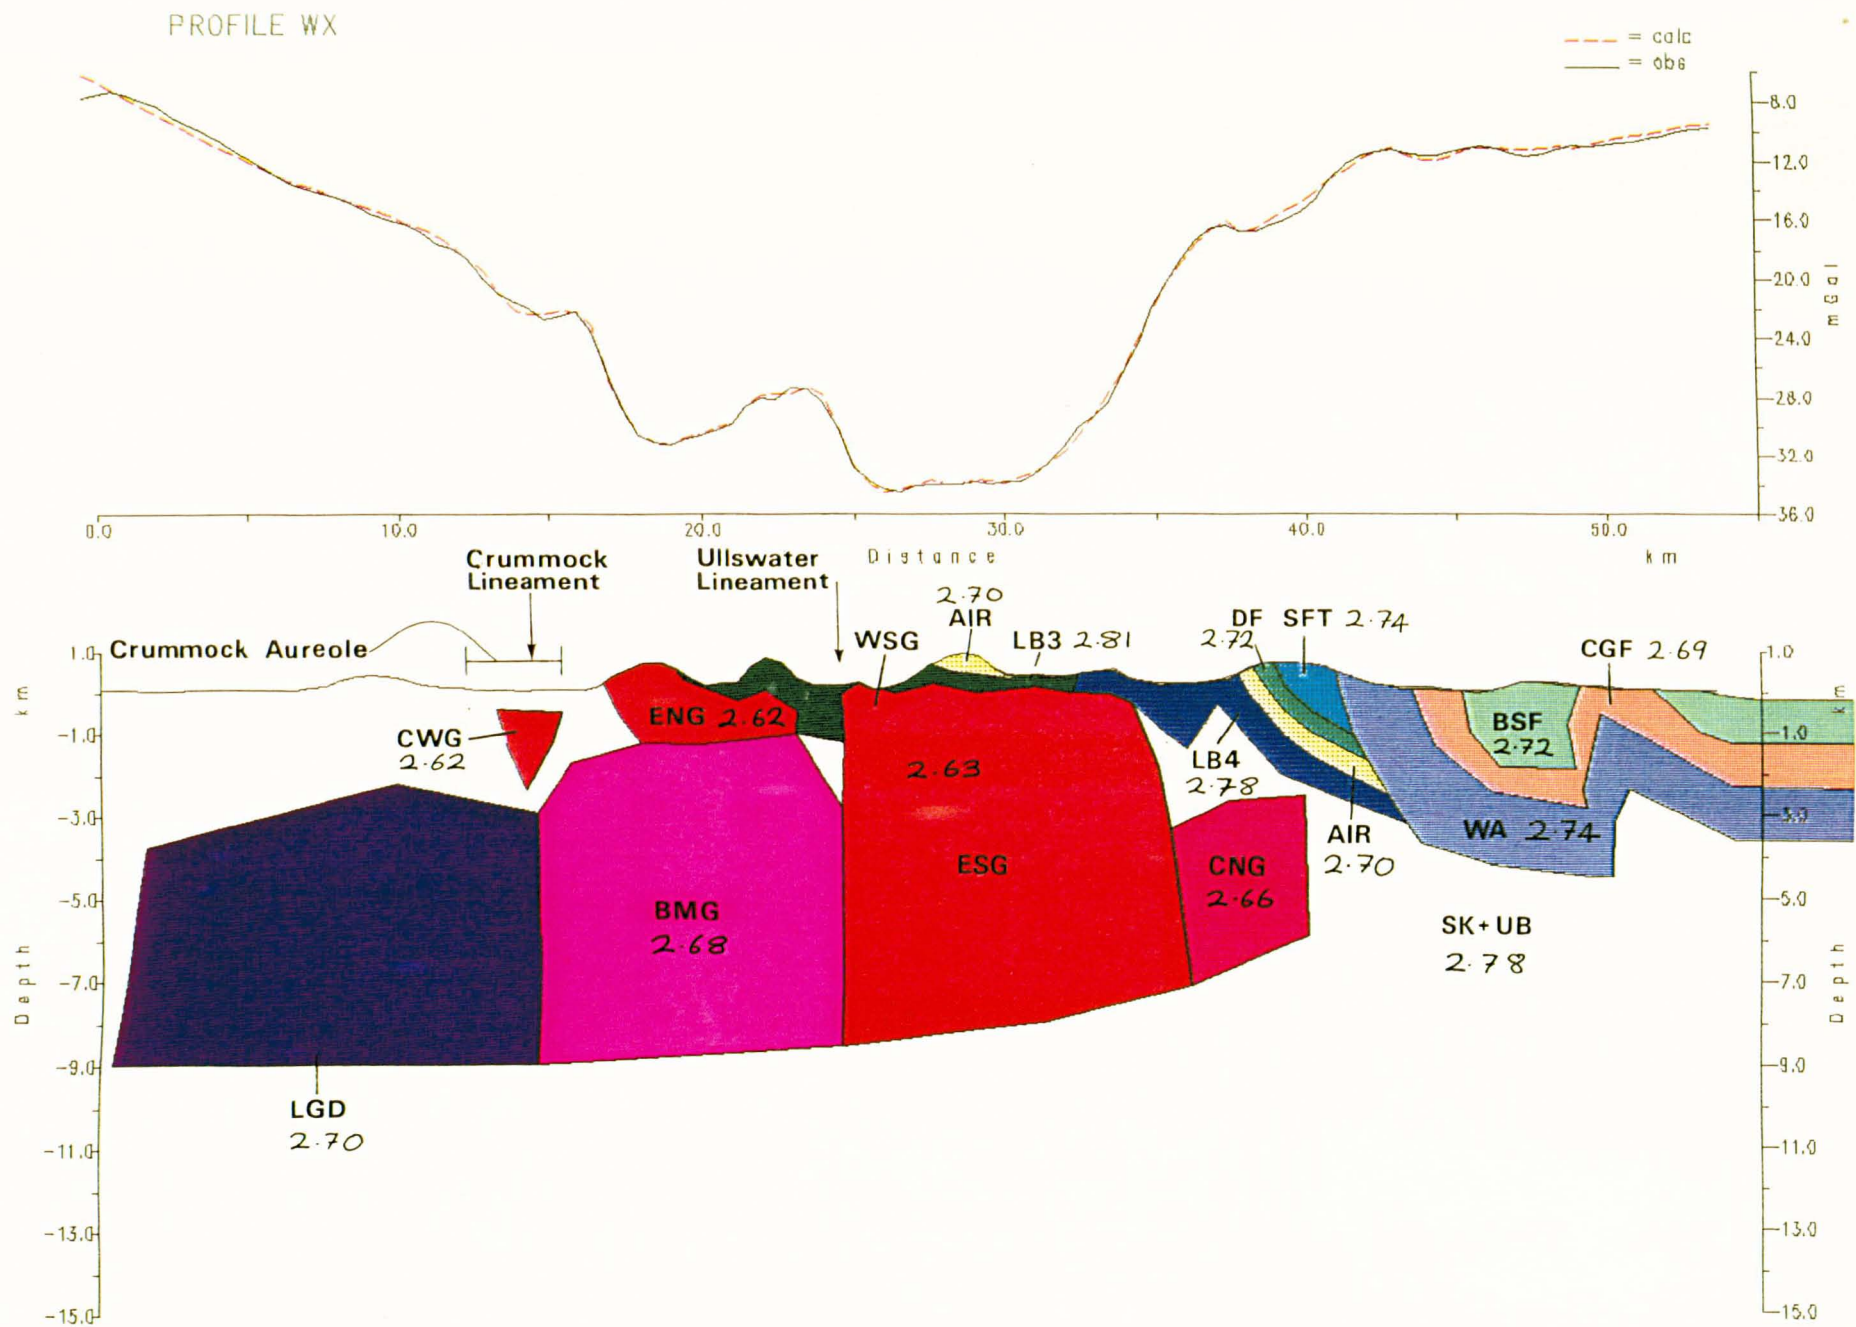 PROFILE WX
= calc
= obs
-8.0
-12.0
-16.0
-20.0
-24.0
-28.0
-32.0
-36.0
mGal
0.0 10.0 20.0 30.0 40.0 50.0
Distance km
Crummock
Lineament
Ullswater
Lineament
2.70
AIR
WSG
LB3 2.81
DF SFT 2.74
2.72
CGF 2.69
Crummock Aureole
1.0
-1.0
-3.0
-5.0
-7.0
-9.0
-11.0
-13.0
-15.0
km
Depth
CWG
2.62
ENG 2.62
2.63
LB4
2.78
BSF
2.72
AIR
2.70
WA 2.74
ESG
CNG
2.66
BMG
2.68
SK+UB
2.78
LGD
2.70
1.0
-1.0
-3.0
-5.0
-7.0
-9.0
-11.0
-13.0
-15.0
km
Depth